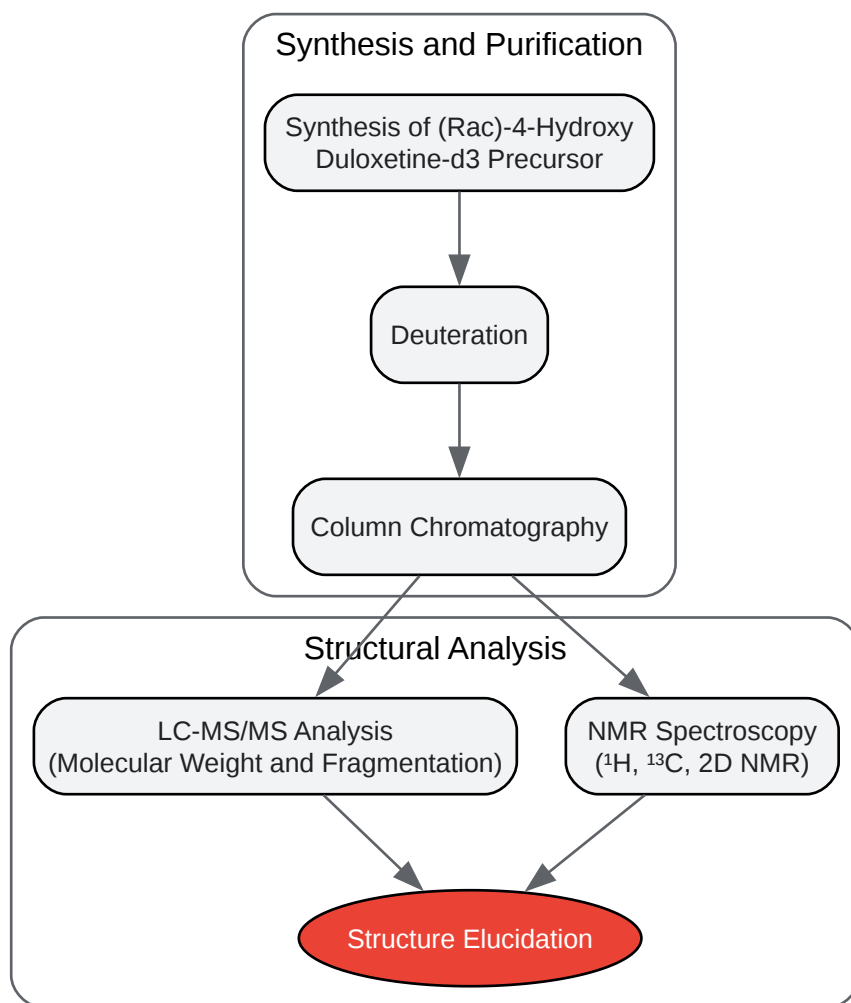 Synthesis and Purification
Synthesis of (Rac)-4-Hydroxy
Duloxetine-d3 Precursor
Deuteration
Column Chromatography
Structural Analysis
LC-MS/MS Analysis
(Molecular Weight and Fragmentation)
NMR Spectroscopy
(¹H, ¹³C, 2D NMR)
Structure Elucidation